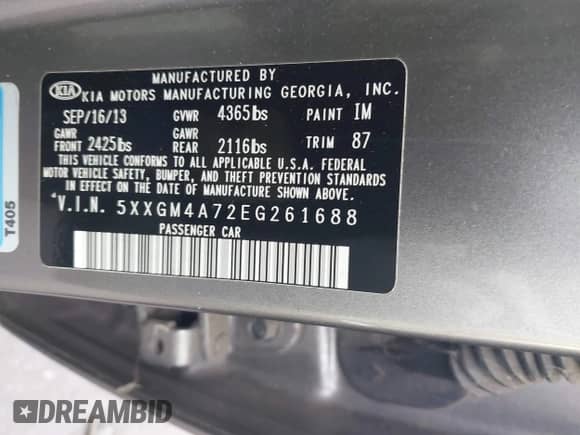 MANUFACTURED BY
KIA KIA MOTORS MANUFACTURING GEORGIA, INC.
SEP/16/13 GVWR 4365lbs PAINT IM
GAWR FRONT 2425lbs GAWR REAR 2116lbs TRIM 87
THIS VEHICLE CONFORMS TO ALL APPLICABLE U.S.A. FEDERAL
MOTOR VEHICLE SAFETY, BUMPER, AND THEFT PREVENTION STANDARDS
IN EFFECT ON THE DATE OF MANUFACTURE SHOWN ABOVE.
V.I.N. 5XXGM4A72EG261688
PASSENGER CAR
T405
DREAMBID